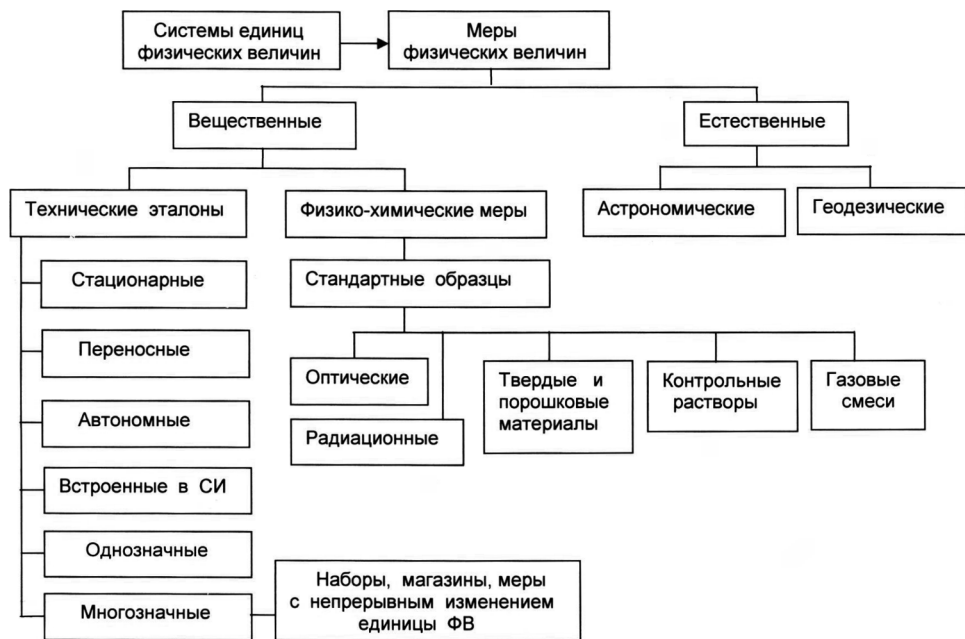 Системы единиц
физических величин
Меры
физических величин
Вещественные
Естественные
Технические эталоны
Физико-химические меры
Астрономические
Геодезические
Стационарные
Стандартные образцы
Переносные
Оптические
Твердые и
порошковые
материалы
Контрольные
растворы
Газовые
смеси
Автономные
Радиационные
Встроенные в СИ
Однозначные
Многозначные
Наборы, магазины, меры
с непрерывным изменением
единицы ФВ